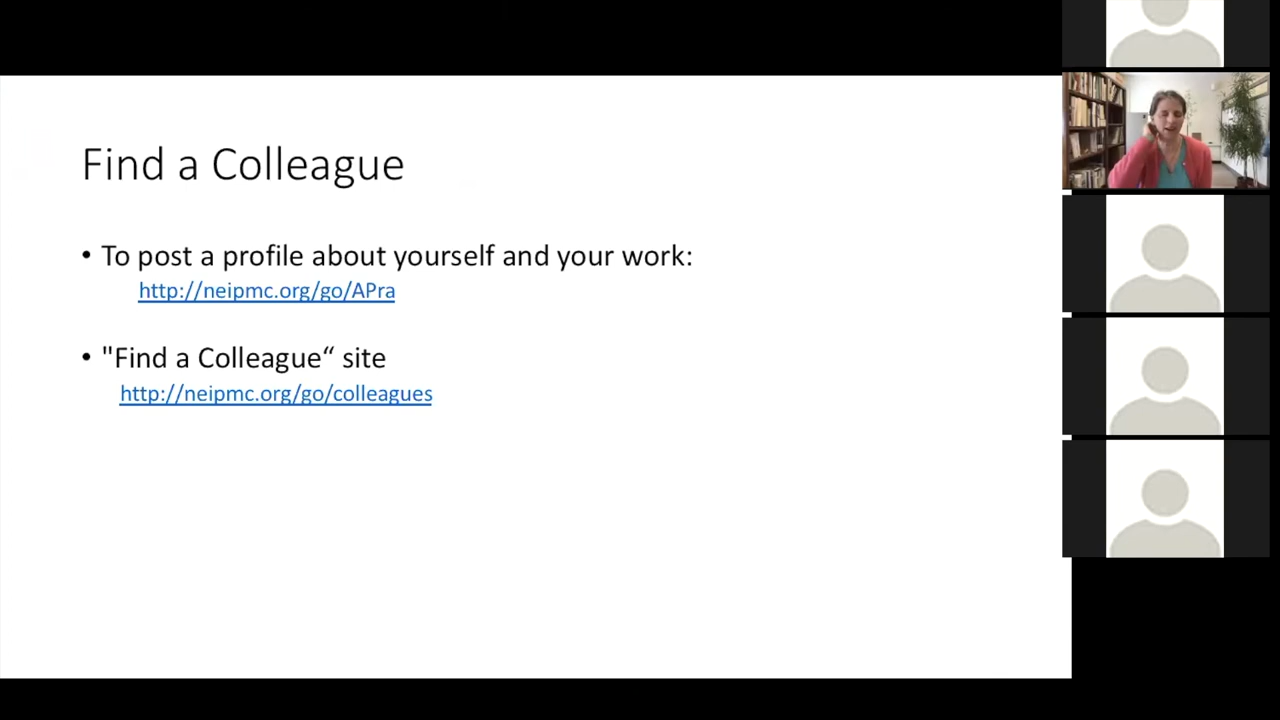 Find a Colleague
• To post a profile about yourself and your work:
http://neipmc.org/go/APra
• "Find a Colleague“ site
http://neipmc.org/go/colleagues